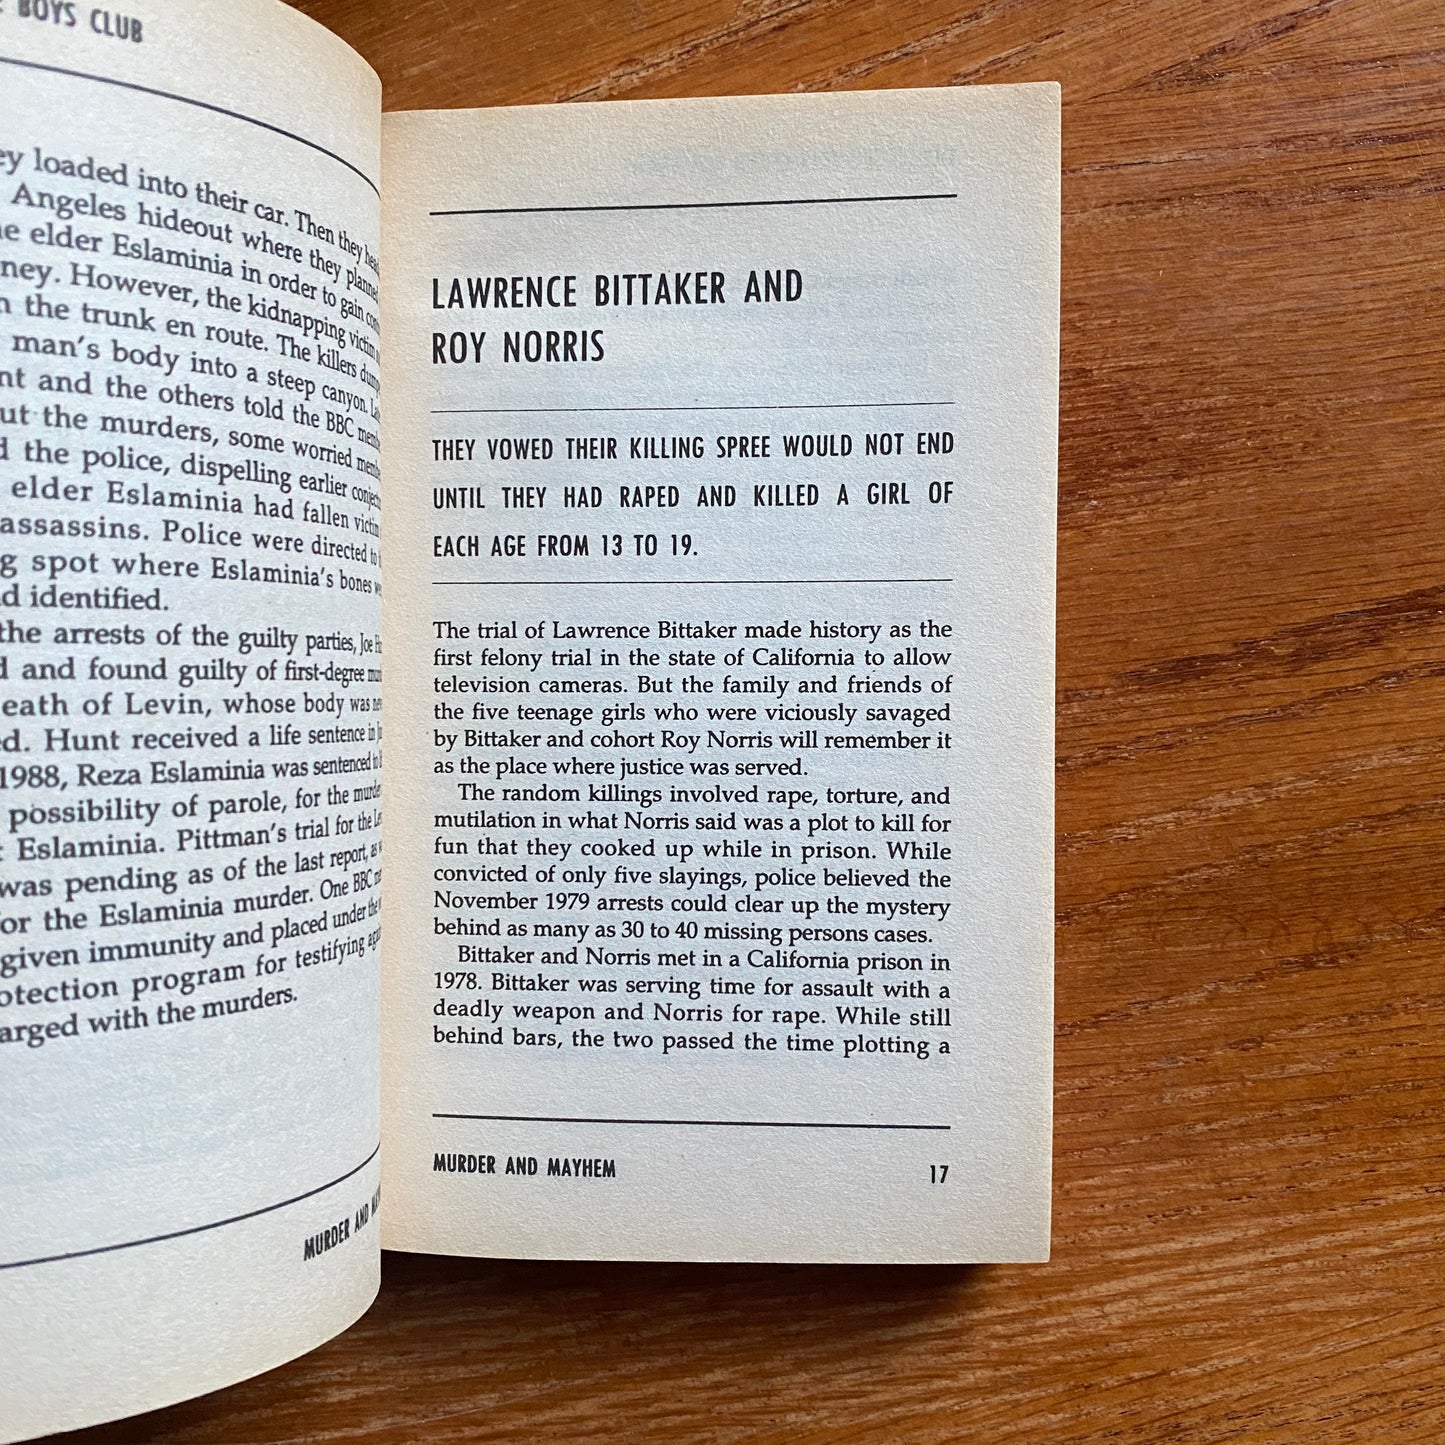 BOYS CLUB
loaded into their car. Then they
Angeles hideout where they planned
elder Eslaminia in order to gain
However, the kidnapping victim
the trunk en route. The killers
man's body into a steep canyon.
and the others told the BBC
the murders, some worried
the police, dispelling earlier
elder Eslaminia had fallen victim
assassins. Police were directed
spot where Eslaminia's bones
identified.
the arrests of the guilty parties, Joe
and found guilty of first-degree
of Levin, whose body was
Hunt received a life sentence in
1988, Reza Eslaminia was sentenced to
possibility of parole, for the
Eslaminia. Pittman's trial for the
was pending as of the last report, as
for the Eslaminia murder. One BBC
given immunity and placed under the
program for testifying
with the murders.
MURDER AND
LAWRENCE BITTAKER AND
ROY NORRIS
THEY VOWED THEIR KILLING SPREE WOULD NOT END
UNTIL THEY HAD RAPED AND KILLED A GIRL OF
EACH AGE FROM 13 TO 19.
The trial of Lawrence Bittaker made history as the
first felony trial in the state of California to allow
television cameras. But the family and friends of
the five teenage girls who were viciously savaged
by Bittaker and cohort Roy Norris will remember it
as the place where justice was served.
The random killings involved rape, torture, and
mutilation in what Norris said was a plot to kill for
fun that they cooked up while in prison. While
convicted of only five slayings, police believed the
November 1979 arrests could clear up the mystery
behind as many as 30 to 40 missing persons cases.
Bittaker and Norris met in a California prison in
1978. Bittaker was serving time for assault with a
deadly weapon and Norris for rape. While still
behind bars, the two passed the time plotting a
MURDER AND MAYHEM
17